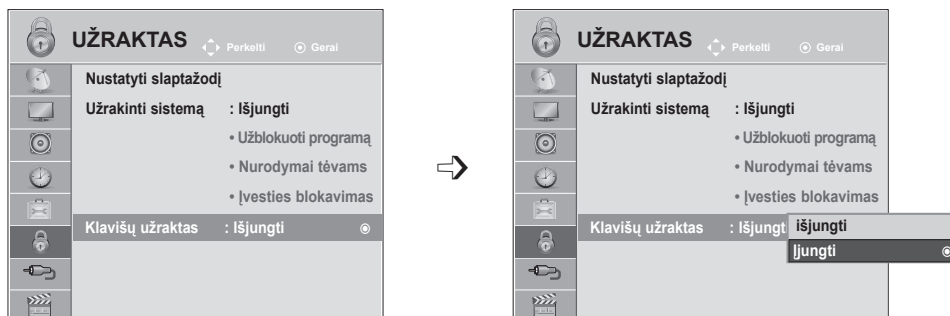 UŽRAKTAS Perkelti Gerai
Nustatyti slaptažodį
Užrakinti sistemą : Išjungti
• Užblokuoti programą
• Nurodymai tėvams
• Įvesties blokavimas
Klavišų užraktas : Išjungti
UŽRAKTAS Perkelti Gerai
Nustatyti slaptažodį
Užrakinti sistemą : Išjungti
• Užblokuoti programą
• Nurodymai tėvams
• Įvesties blokavimas
Klavišų užraktas : Išjungt išjungti
Įjungti